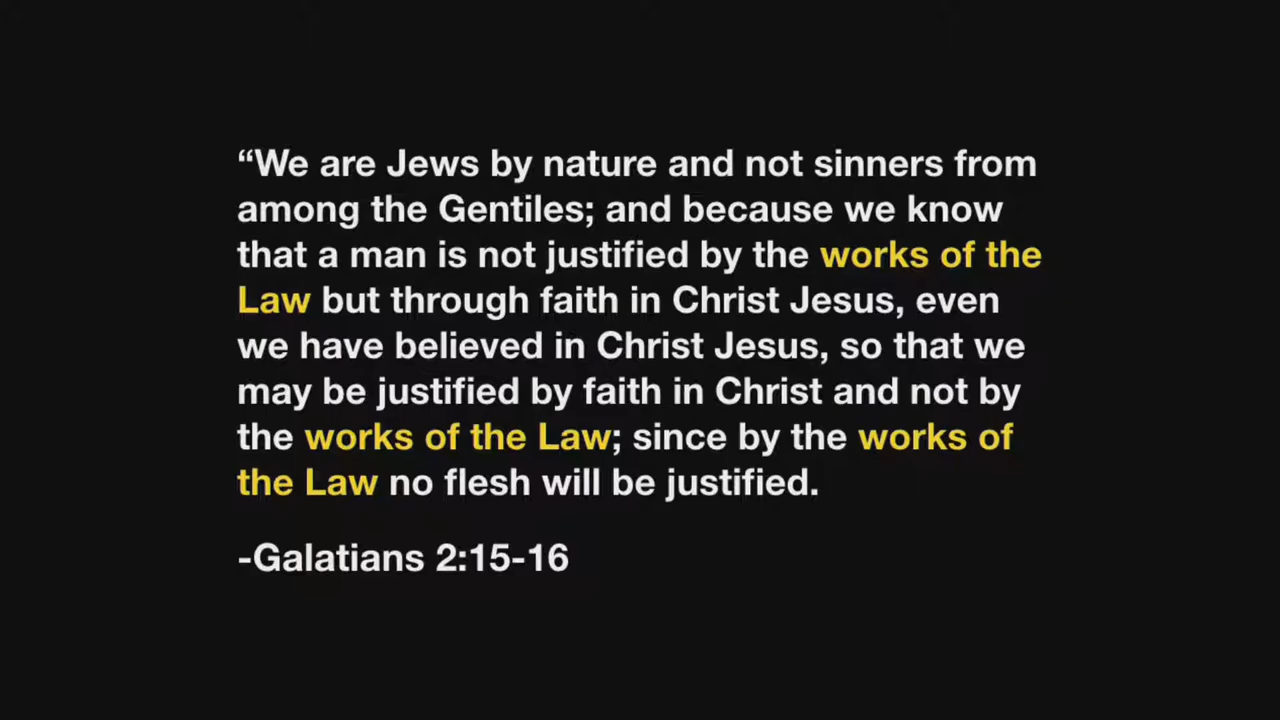 “We are Jews by nature and not sinners from
among the Gentiles; and because we know
that a man is not justified by the works of the
Law but through faith in Christ Jesus, even
we have believed in Christ Jesus, so that we
may be justified by faith in Christ and not by
the works of the Law; since by the works of
the Law no flesh will be justified.
-Galatians 2:15-16